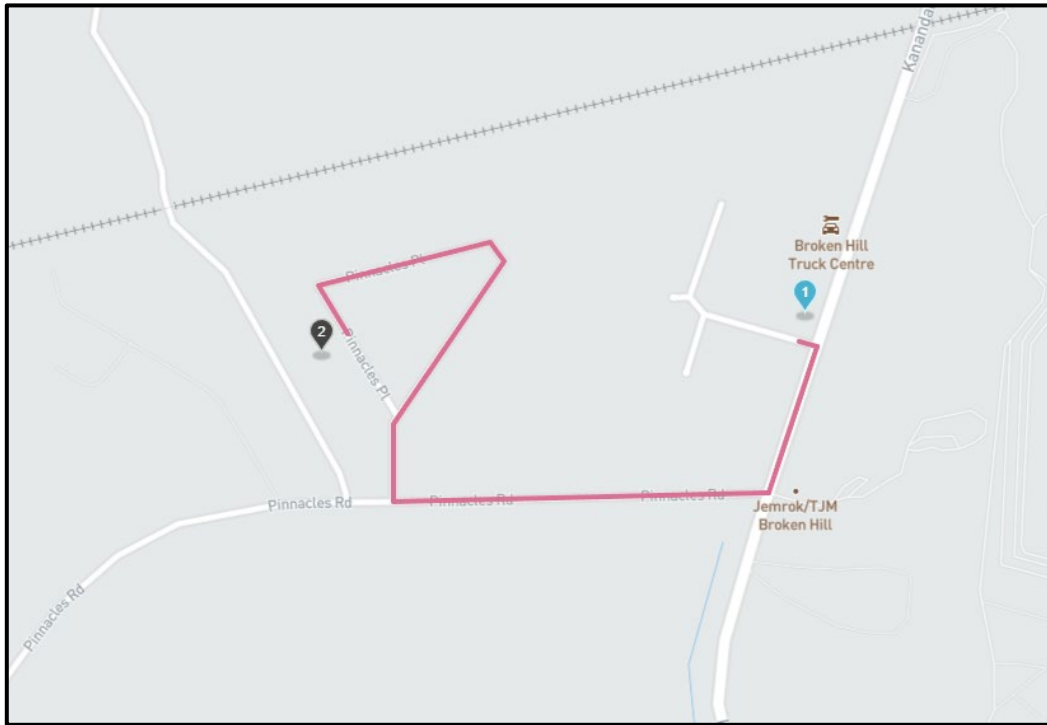 Kananda
Broken Hill
Truck Centre
1
Pinnacles Pl
2
Pinnacles Pl
Pinnacles Rd
Pinnacles Rd
Pinnacles Rd
Jemrok/TJM
Broken Hill
Pinnacles Rd